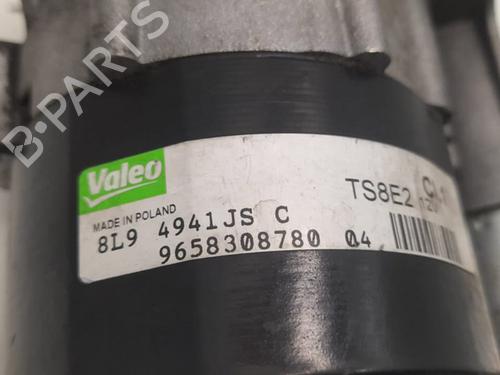 B-PARTS
Valeo
MADE IN POLAND
TS8E2
8L9 4941JS C
9658308780 04